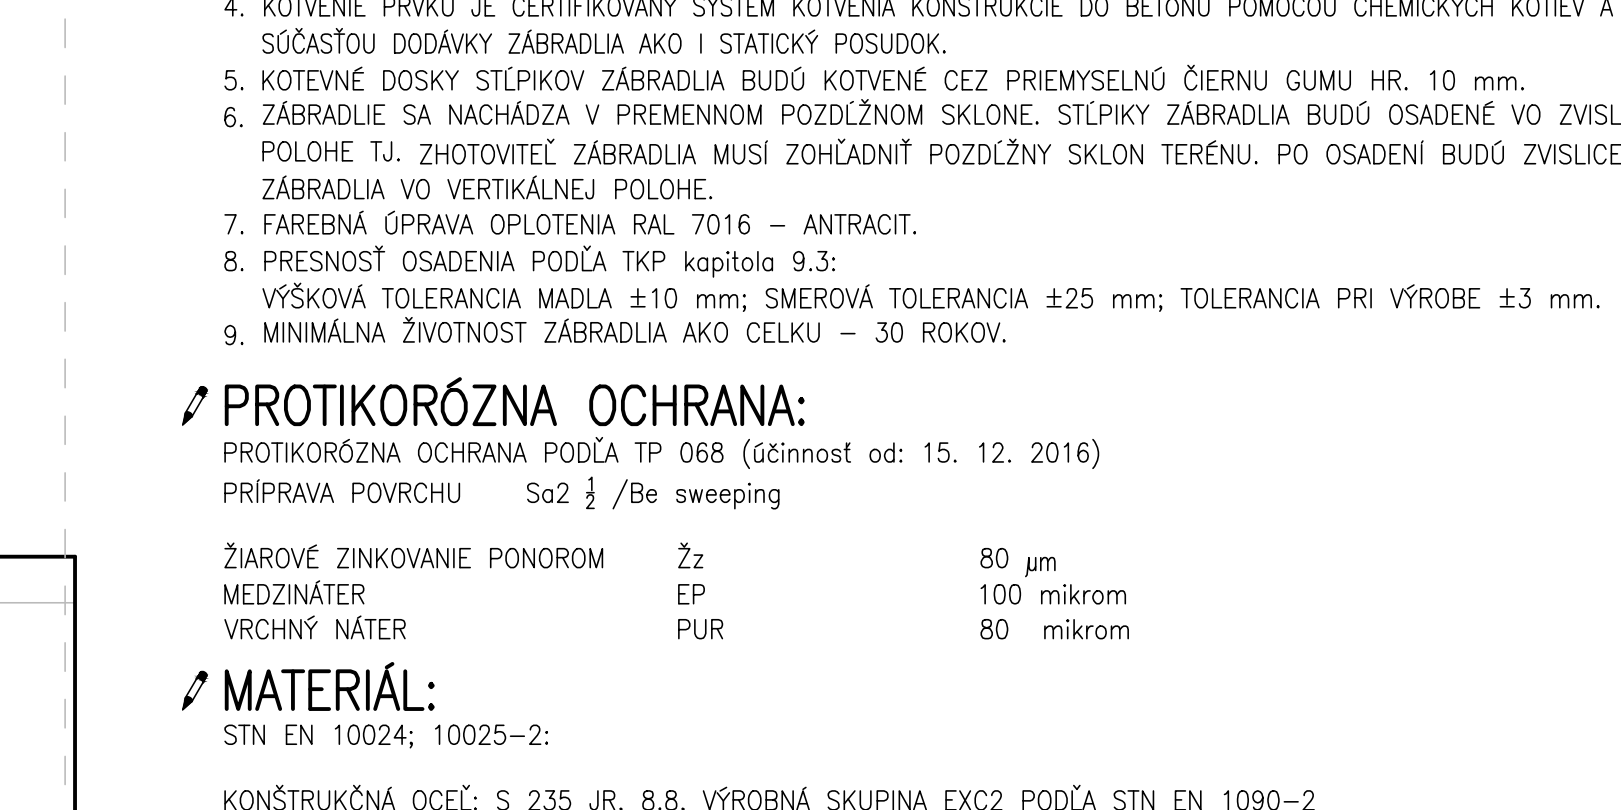 4. KOTVENIE PRVKU JE CERTIFIKOVANÝ SYSTÉM KOTVENIA KONŠTRUKCIE DO BETÓNU POMOCOU CHEMICKÝCH KOTIEV A
SÚČASŤOU DODÁVKY ZÁBRADLIA AKO I STATICKÝ POSUDOK.
5. KOTEVNÉ DOSKY STĹPIKOV ZÁBRADLIA BUDÚ KOTVENÉ CEZ PRIEMYSELNÚ ČIERNU GUMU HR. 10 mm.
6. ZÁBRADLIE SA NACHÁDZA V PREMENNOM POZDĹŽNOM SKLONE. STĹPIKY ZÁBRADLIA BUDÚ OSADENÉ VO ZVISL
POLOHE TJ. ZHOTOVITEĽ ZÁBRADLIA MUSÍ ZOHĽADNIŤ POZDĹŽNY SKLON TERÉNU. PO OSADENÍ BUDÚ ZVISLICE
ZÁBRADLIA VO VERTIKÁLNEJ POLOHE.
7. FAREBNÁ ÚPRAVA OPLOTENIA RAL 7016 – ANTRACIT.
8. PRESNOSŤ OSADENIA PODĽA TKP kapitola 9.3:
VÝŠKOVÁ TOLERANCIA MADLA ±10 mm; SMEROVÁ TOLERANCIA ±25 mm; TOLERANCIA PRI VÝROBE ±3 mm.
9. MINIMÁLNA ŽIVOTNOST ZÁBRADLIA AKO CELKU – 30 ROKOV.
PROTIKORÓZNA OCHRANA:
PROTIKORÓZNA OCHRANA PODĽA TP 068 (účinnosť od: 15. 12. 2016)
PRÍPRAVA POVRCHU Sa2 ½ /Be sweeping
ŽIAROVÉ ZINKOVANIE PONOROM Žz 80 µm
MEDZINÁTER EP 100 mikrom
VRCHNÝ NÁTER PUR 80 mikrom
MATERIÁL:
STN EN 10024; 10025–2:
KONŠTRUKČNÁ OCEĽ: S 235 JR, 8.8, VÝROBNÁ SKUPINA EXC2 PODĽA STN EN 1090–2